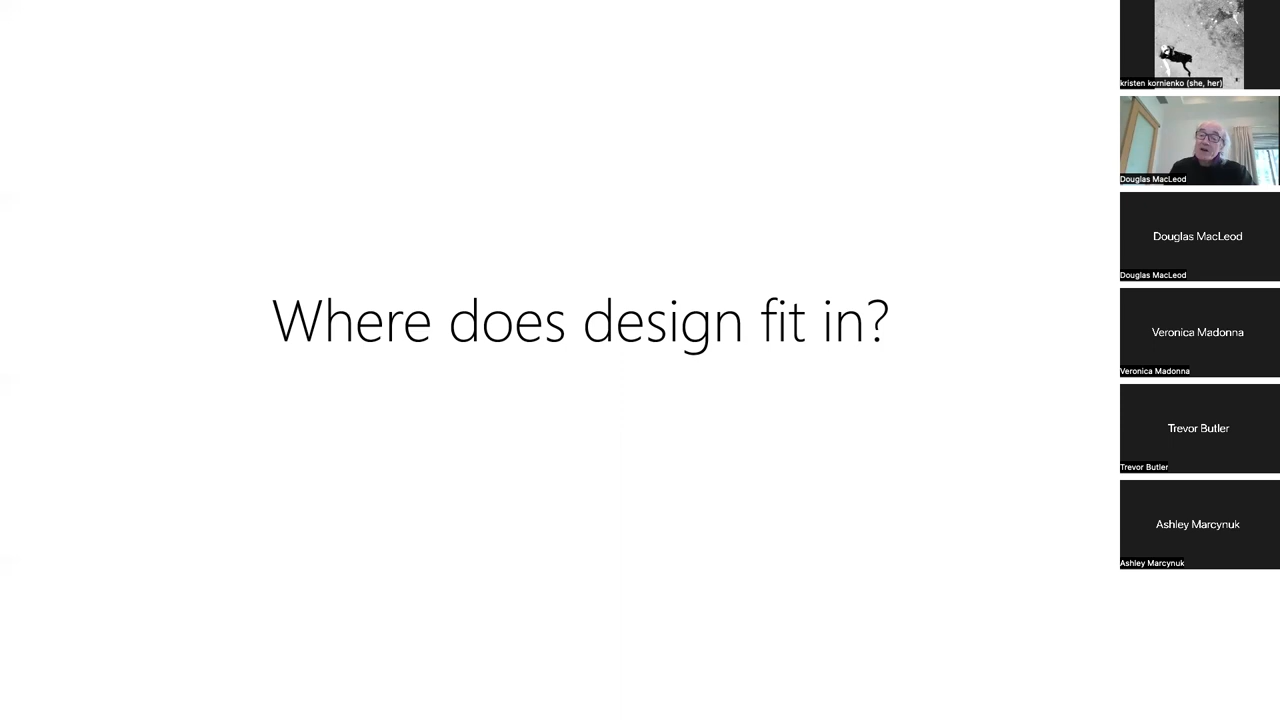 Where does design fit in?
kristen kornienko (she, her)
Douglas MacLeod
Douglas MacLeod
Douglas MacLeod
Veronica Madonna
Veronica Madonna
Trevor Butler
Trevor Butler
Ashley Marcynuk
Ashley Marcynuk